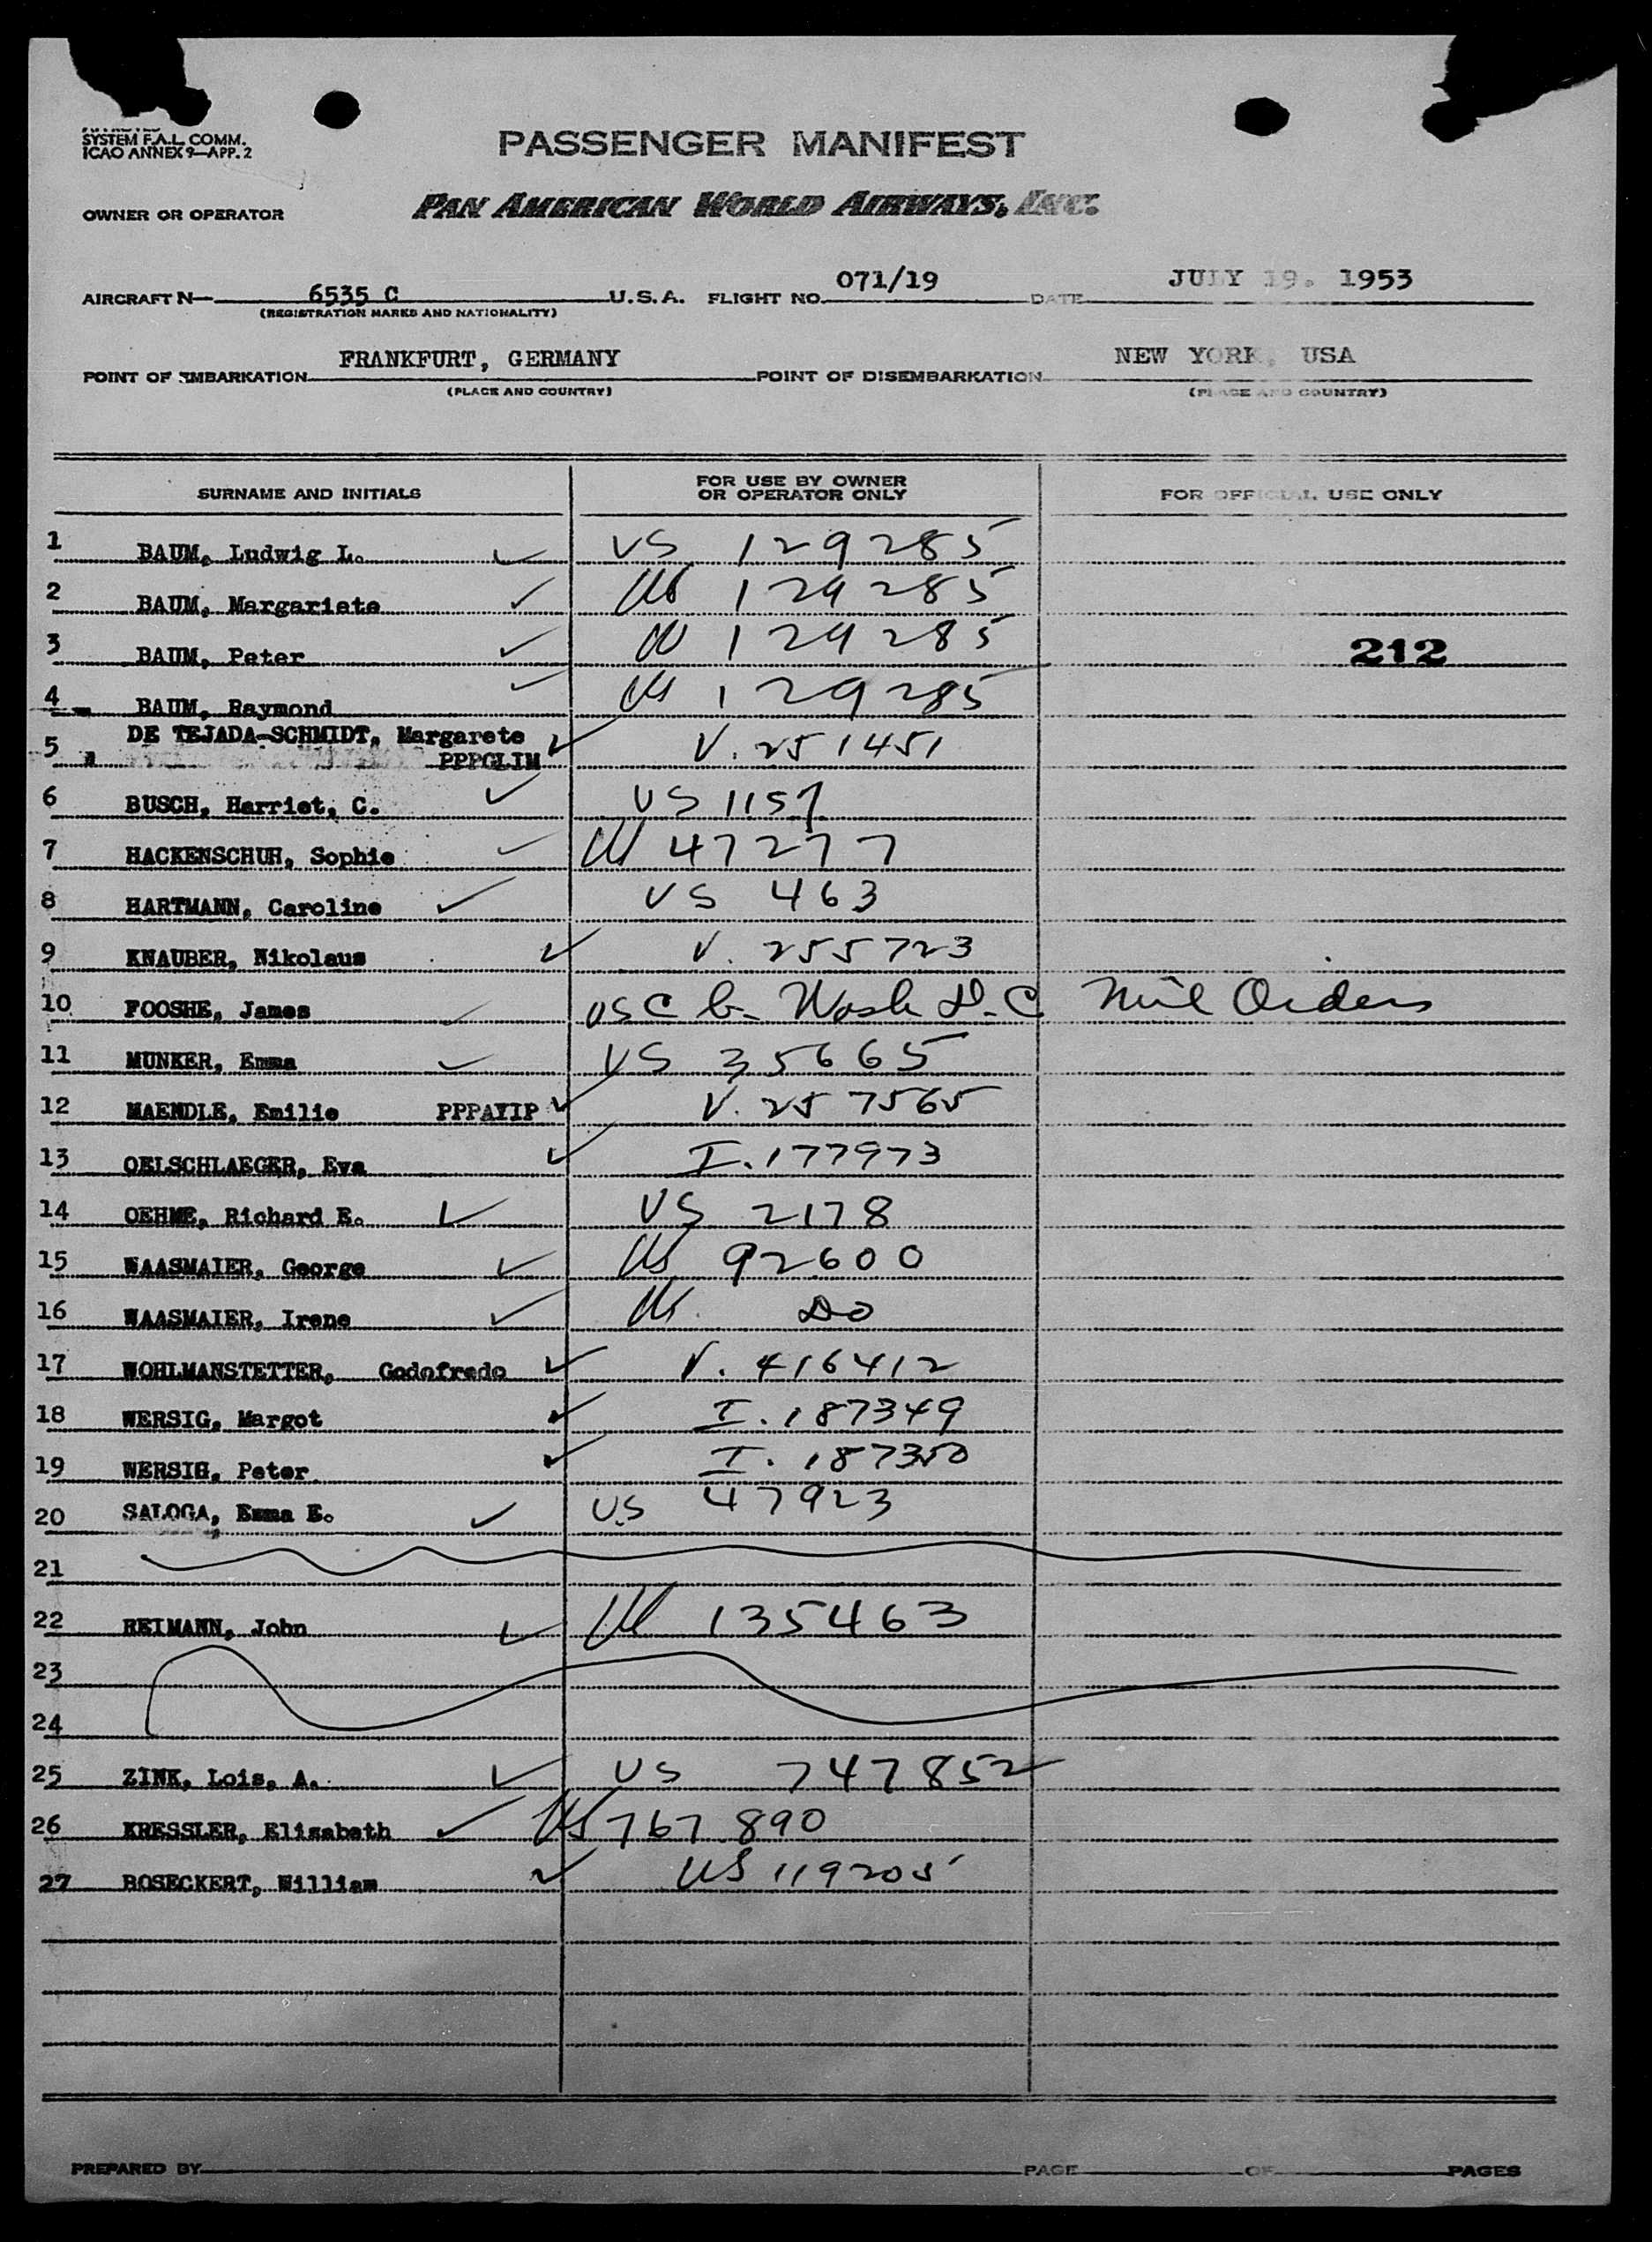 SYSTEM F.A.L. COMM.
ICAO ANNEX 9—APP. 2
PASSENGER MANIFEST
OWNER OR OPERATOR PAN AMERICAN WORLD AIRWAYS, INC.
AIRCRAFT N— 6535 C U.S.A. FLIGHT NO. 071/19 DATE JULY 19. 1953
(REGISTRATION MARKS AND NATIONALITY)
POINT OF EMBARKATION FRANKFURT, GERMANY POINT OF DISEMBARKATION NEW YORK, USA
(PLACE AND COUNTRY) (PLACE AND COUNTRY)
SURNAME AND INITIALS FOR USE BY OWNER OR OPERATOR ONLY FOR OFFICIAL USE ONLY
1 BAUM, Ludwig L. ✓ US 129285
2 BAUM, Margariete ✓ US 129285
3 BAUM, Peter ✓ US 129285 212
4 BAUM, Raymond ✓ US 129285
5 DE TEJADA-SCHMIDT, Margarete ✓ V. 251451
PPPGLIM
6 BUSCH, Harriet, C. ✓ US 1157
7 HACKENSCHUH, Sophie ✓ US 47277
8 HARTMANN, Caroline ✓ US 463
9 KNAUBER, Nikolaus ✓ V. 255723
10 FOOSHE, James ✓ USC b- Wash D.C Mil Orders
11 MUNKER, Emma ✓ US 35665
12 MAENDLE, Emilie PPPAYIP ✓ V. 257565
13 OELSCHLAEGER, Eva ✓ I. 177973
14 OEHME, Richard E. ✓ US 2178
15 WAASMAIER, George ✓ US 92600
16 WAASMAIER, Irene ✓ US. DO
17 WOHLMANSTETTER, Godofredo ✓ V. 416412
18 WERSIG, Margot ✓ I. 187349
19 WERSIG, Peter ✓ I. 187350
20 SALOGA, Emma E. ✓ US 47923
21
22 REIMANN, John ✓ US 135463
23
24
25 ZINK, Lois, A. ✓ US 747852
26 KRESSLER, Elisabeth ✓ US 767890
27 BOSECKERT, William ✓ US 119205
PREPARED BY PAGE OF PAGES